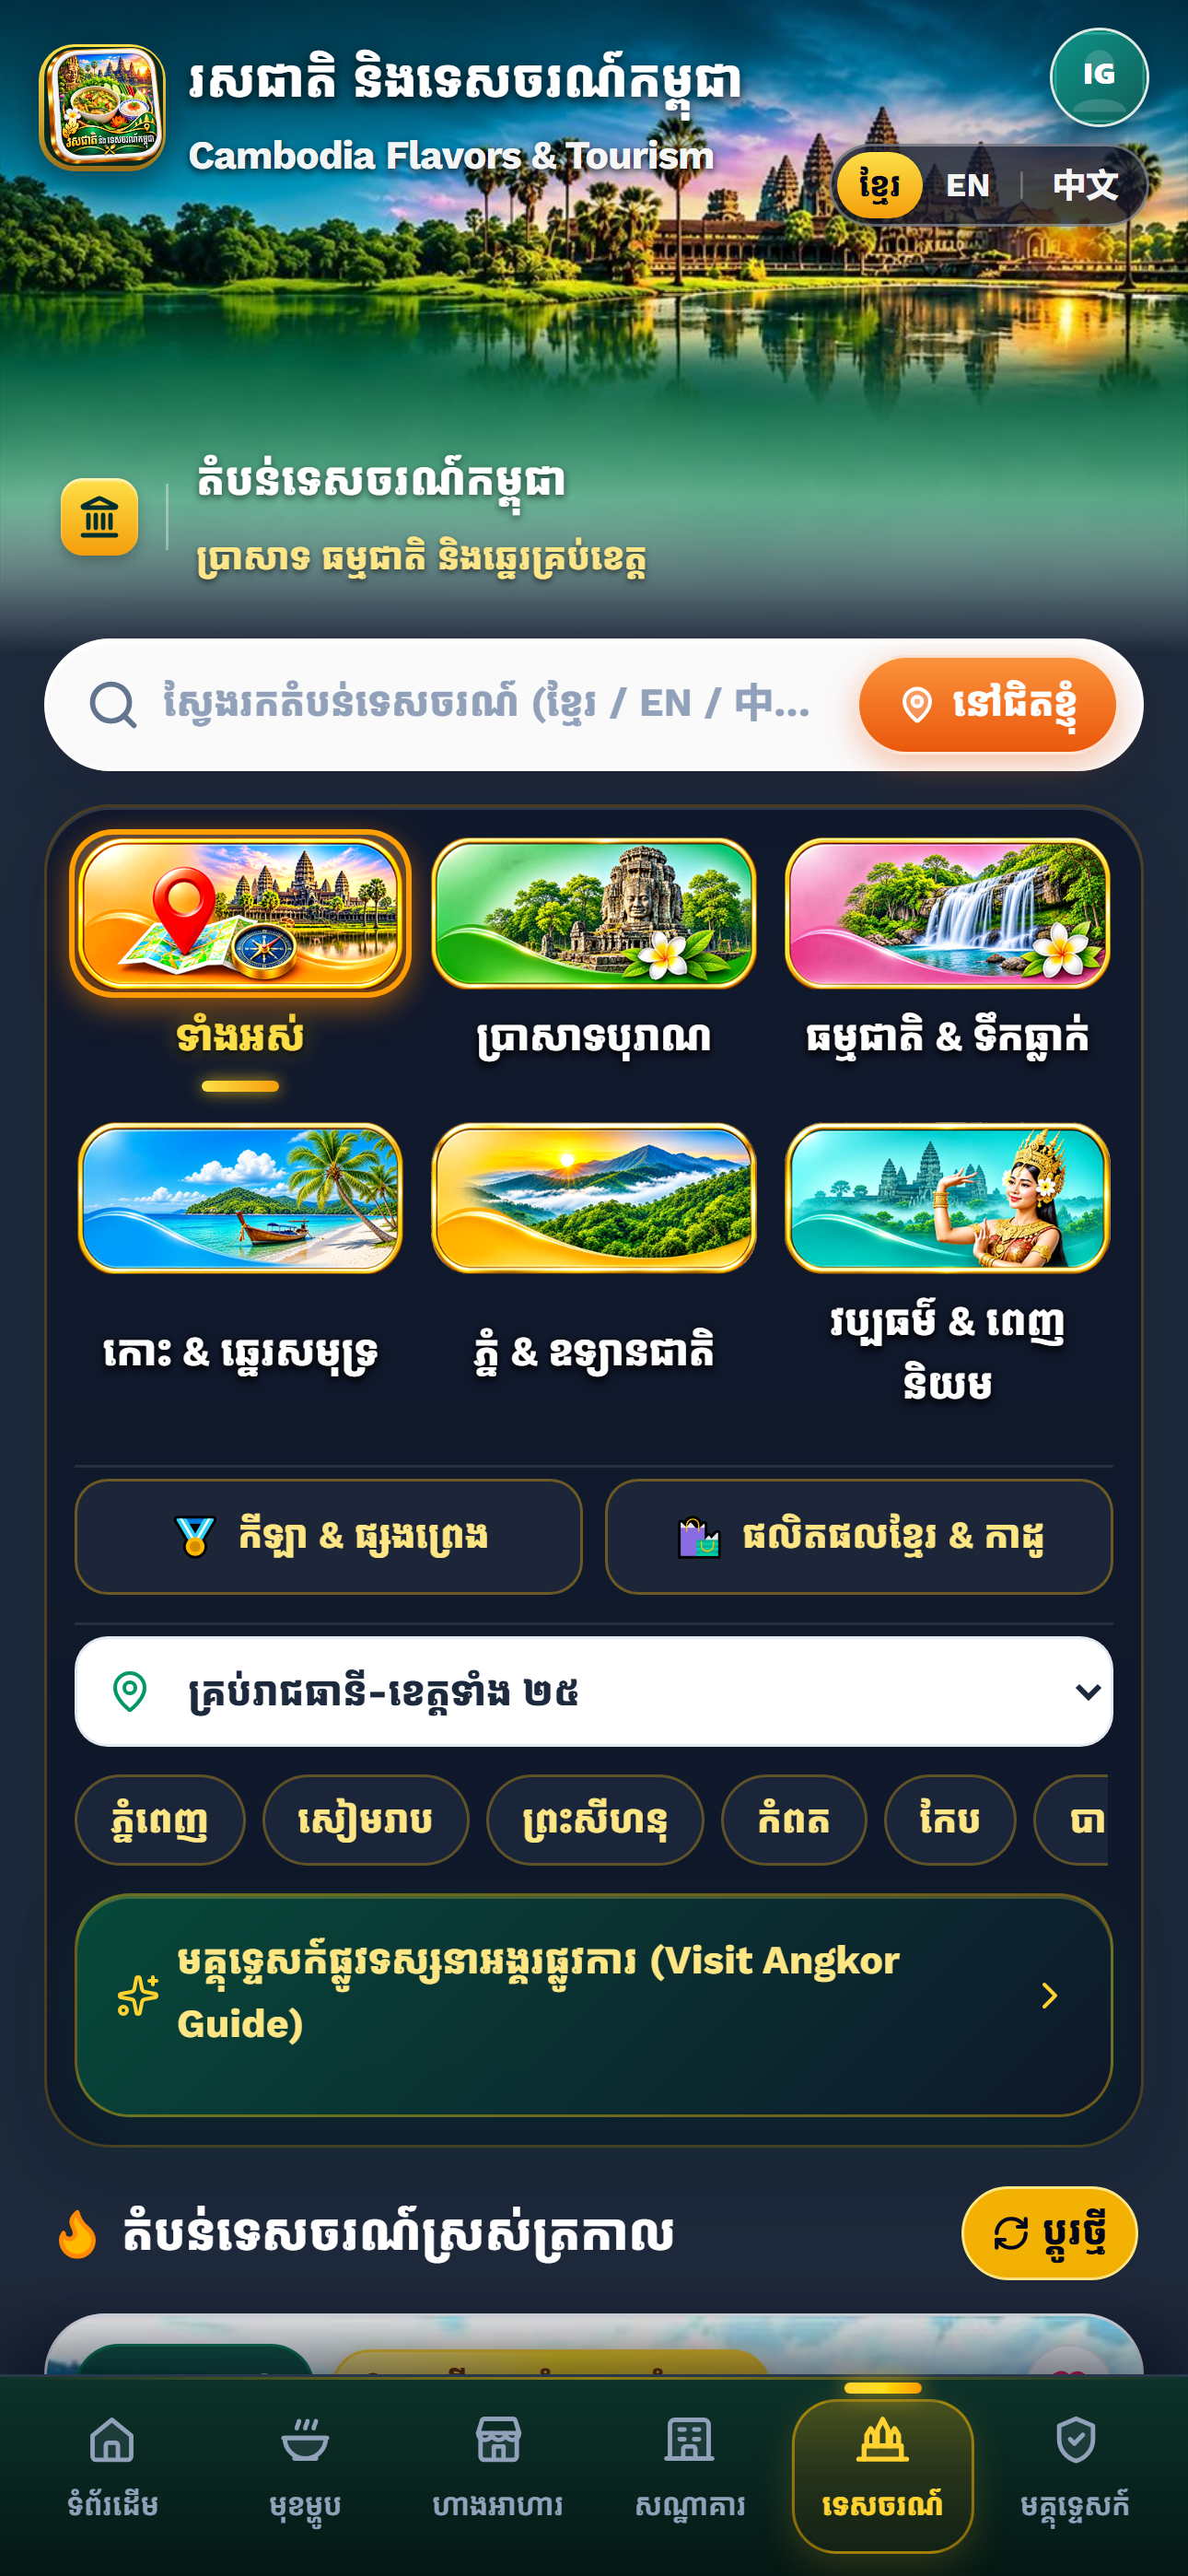 រសជាតិ និងទេសចរណ៍កម្ពុជា
Cambodia Flavors & Tourism
IG
ខ្មែរ EN 中文
តំបន់ទេសចរណ៍កម្ពុជា
ប្រាសាទ ធម្មជាតិ និងឆ្នេរគ្រប់ខេត្ត
ស្វែងរកតំបន់ទេសចរណ៍ (ខ្មែរ / EN / 中...
នៅជិតខ្ញុំ
ទាំងអស់
ប្រាសាទបុរាណ
ធម្មជាតិ & ទឹកធ្លាក់
កោះ & ឆ្នេរសមុទ្រ
ភ្នំ & ឧទ្យានជាតិ
វប្បធម៌ & ពេញ
និយម
កីឡា & ផ្សងព្រេង
ផលិតផលខ្មែរ & កាដូ
គ្រប់រាជធានី-ខេត្តទាំង ២៥
ភ្នំពេញ
សៀមរាប
ព្រះសីហនុ
កំពត
កែប
បា
មគ្គុទ្ទេសក៍ផ្លូវទស្សនាអង្គរផ្លូវការ (Visit Angkor
Guide)
តំបន់ទេសចរណ៍ស្រស់ត្រកាល
ប្តូរថ្មី
ទំព័រដើម
មុខម្ហូប
ហាងអាហារ
សណ្ឋាគារ
ទេសចរណ៍
មគ្គុទ្ទេសក៍